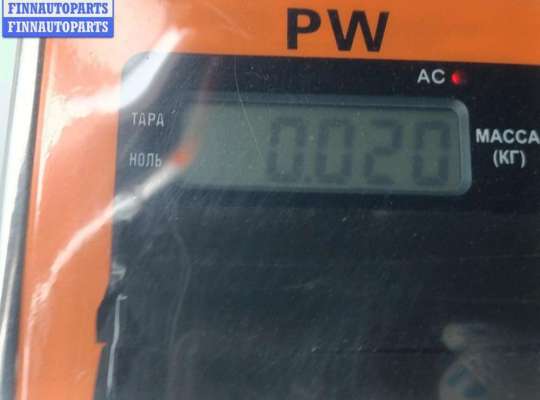 FINNAUTOPARTS
FINNAUTOPARTS
PW
AC
ТАРА
0.020
МАССА
НОЛЬ
(КГ)